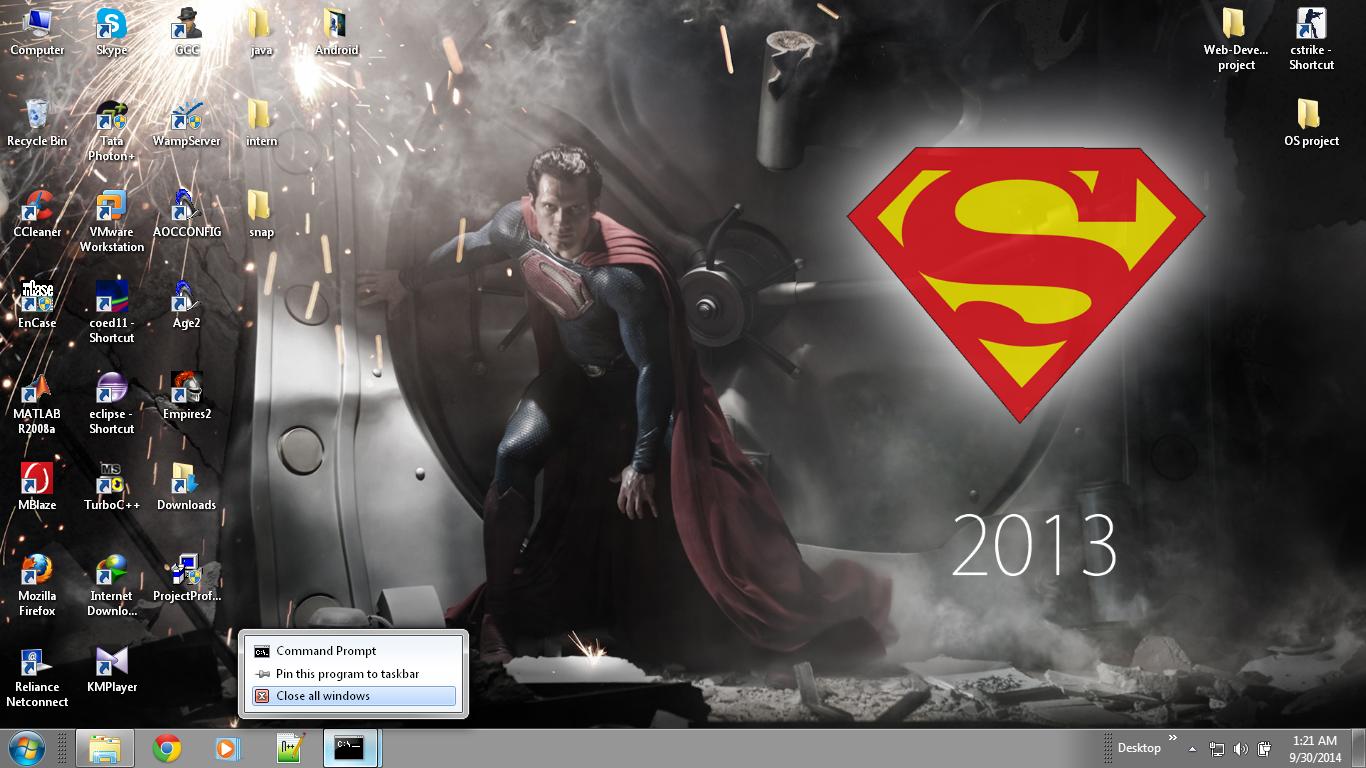 Computer
Skype
GCC
java
Android
Web-Deve...
project
cstrike -
Shortcut
Recycle Bin
Tata
Photon+
WampServer
intern
OS project
CCleaner
VMware
Workstation
AOCCONFIG
snap
EnCase
coed11 -
Shortcut
Age2
MATLAB
R2008a
eclipse -
Shortcut
Empires2
MBlaze
MS
TurboC++
Downloads
2013
Mozilla
Firefox
Internet
Downlo...
ProjectProf...
Reliance
Netconnect
KMPlayer
Command Prompt
Pin this program to taskbar
Close all windows
Desktop
1:21 AM
9/30/2014